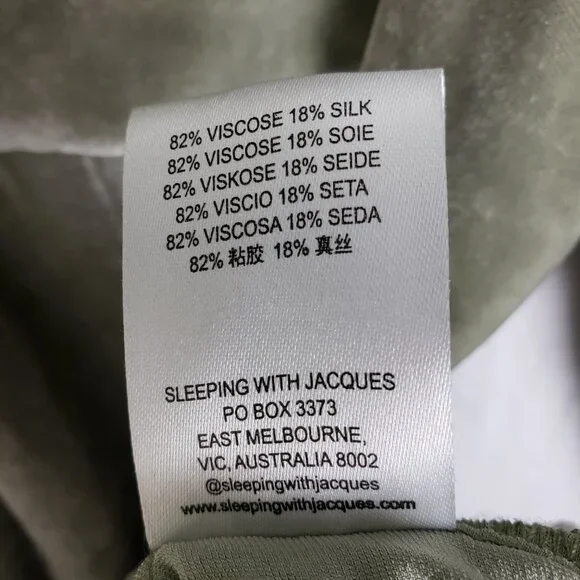 82% VISCOSE 18% SILK
82% VISCOSE 18% SOIE
82% VISKOSE 18% SEIDE
82% VISCIO 18% SETA
82% VISCOSA 18% SEDA
82% 粘胶 18% 真丝
SLEEPING WITH JACQUES
PO BOX 3373
EAST MELBOURNE,
VIC, AUSTRALIA 8002
@sleepingwithjacques
www.sleepingwithjacques.com